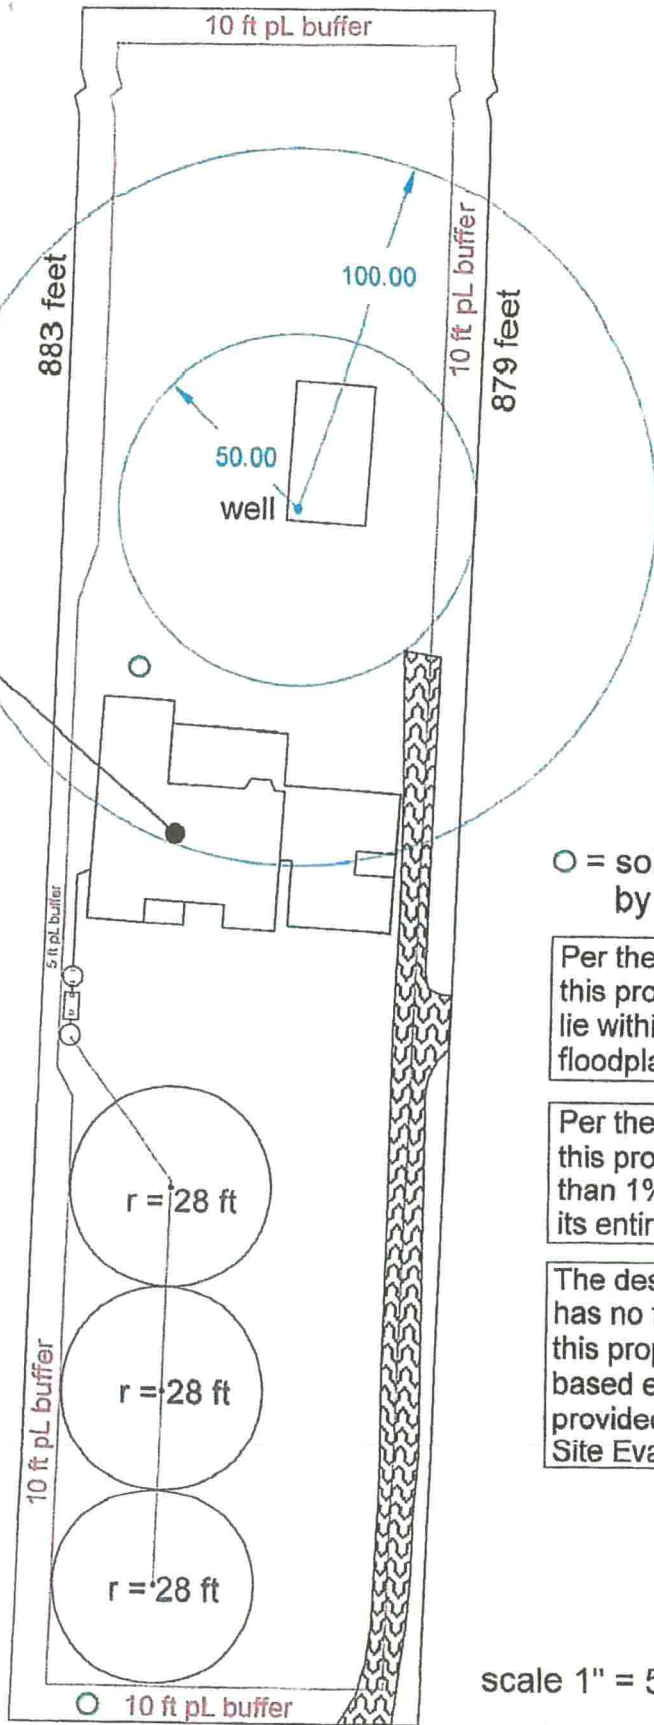 10 ft pL buffer
100.00
883 feet
10 ft pL buffer
879 feet
50.00
well
5 ft pL buffer
r = 28 ft
r = 28 ft
r = 28 ft
10 ft pL buffer
10 ft pL buffer
O = so
by
Per the
this pro
lie withi
floodpla
Per the
this pro
than 1%
its entir
The des
has no
this prop
based e
provided
Site Eva
scale 1" = 5